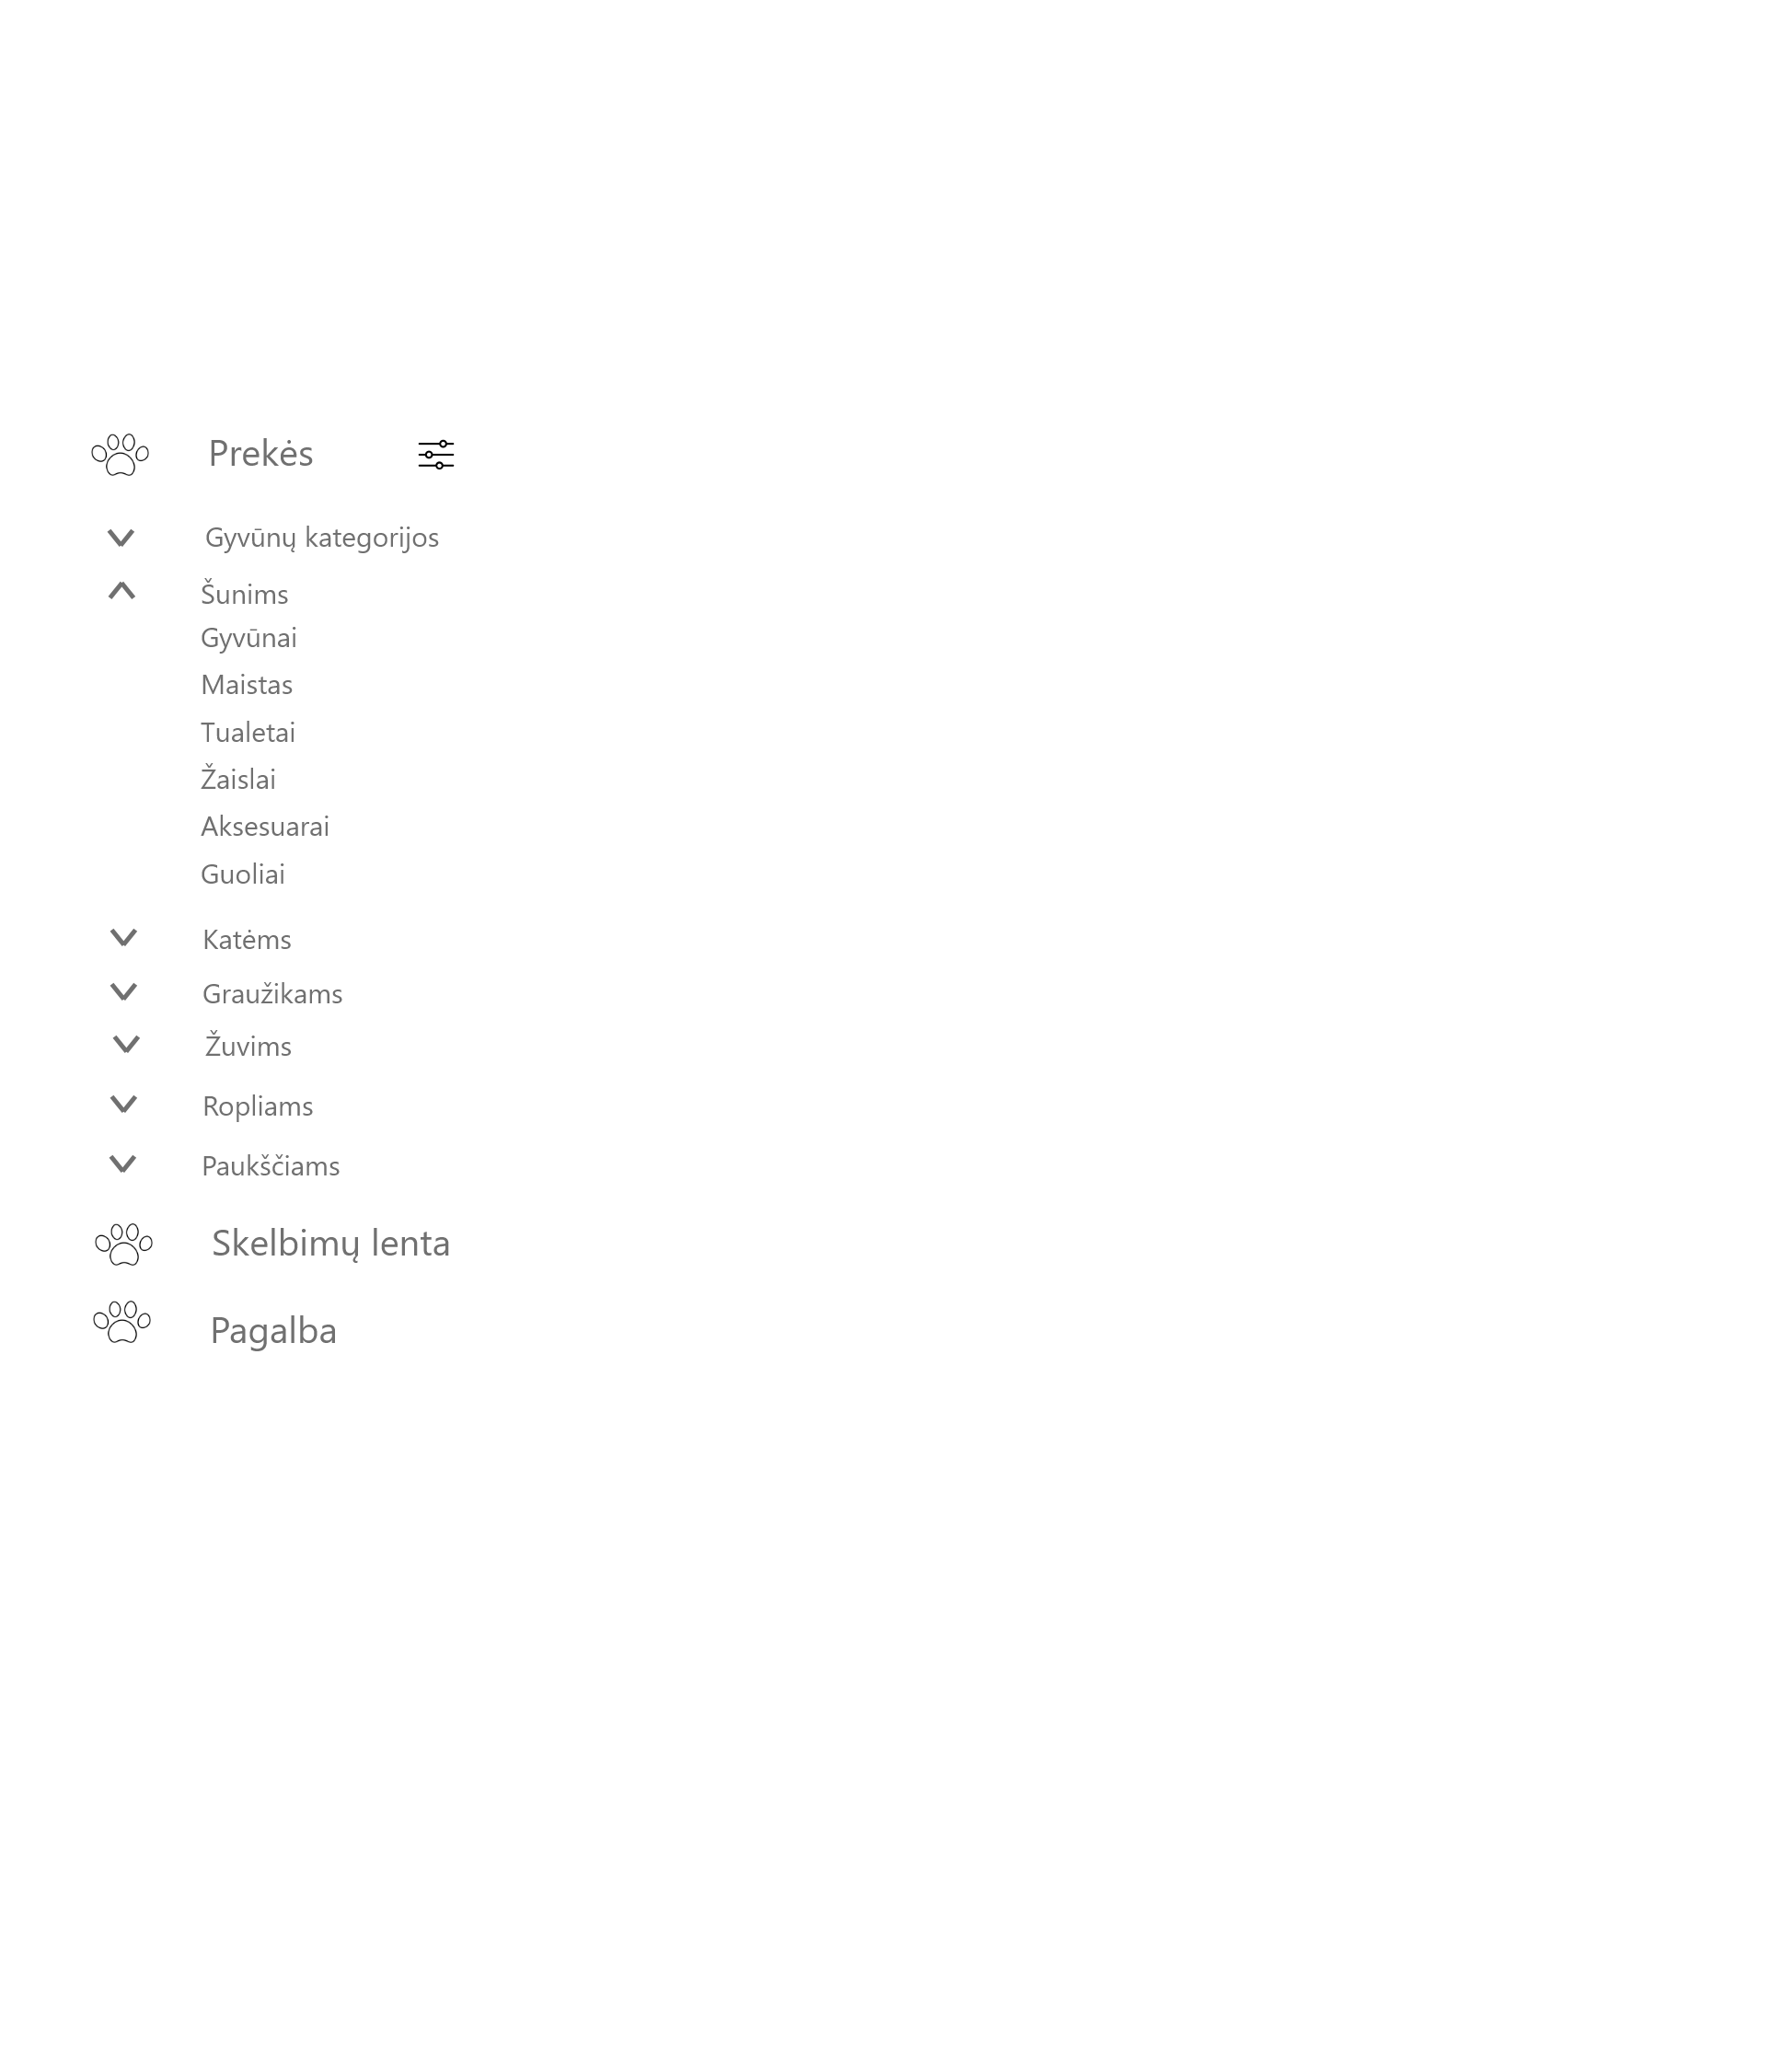 Prekės
Gyvūnų kategorijos
Šunims
Gyvūnai
Maistas
Tualetai
Žaislai
Aksesuarai
Guoliai
Katėms
Graužikams
Žuvims
Ropliams
Paukščiams
Skelbimų lenta
Pagalba